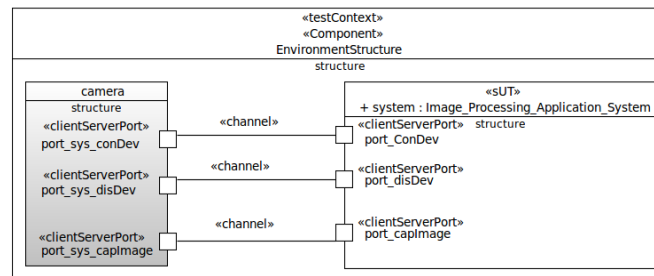 «testContext»
«Component»
EnvironmentStructure
structure
camera
structure
«clientServerPort»
port_sys_conDev
«clientServerPort»
port_sys_disDev
«clientServerPort»
port_sys_capImage
«channel»
«channel»
«channel»
«sUT»
+ system : Image_Processing_Application_System
structure
«clientServerPort»
port_ConDev
«clientServerPort»
port_disDev
«clientServerPort»
port_capImage